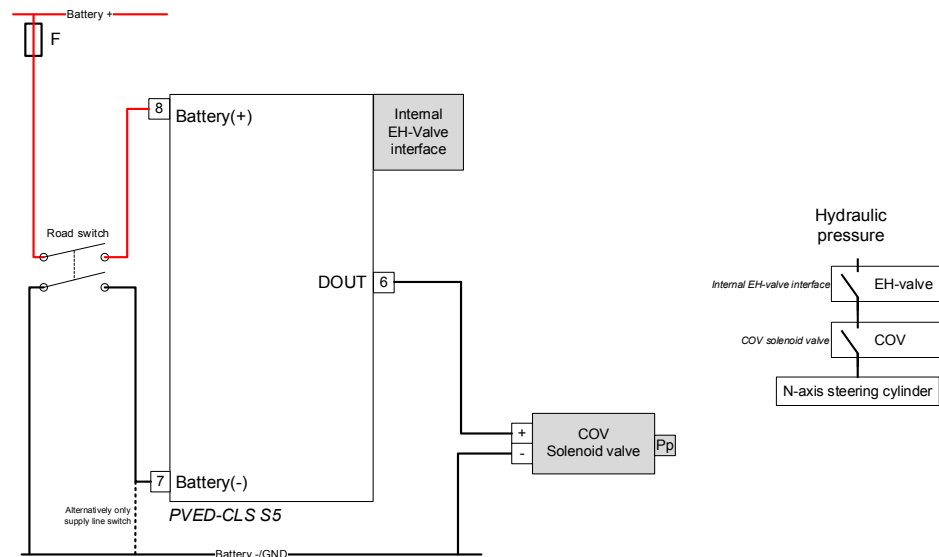 Battery +
F
8
Battery(+)
Internal
EH-Valve
interface
Road switch
DOUT
6
Hydraulic
pressure
Internal EH-valve interface
EH-valve
COV solenoid valve
COV
N-axis steering cylinder
+
-
COV
Solenoid valve
Pp
7
Battery(-)
Alternatively only
supply line switch
PVED-CLS S5
Battery -/GND